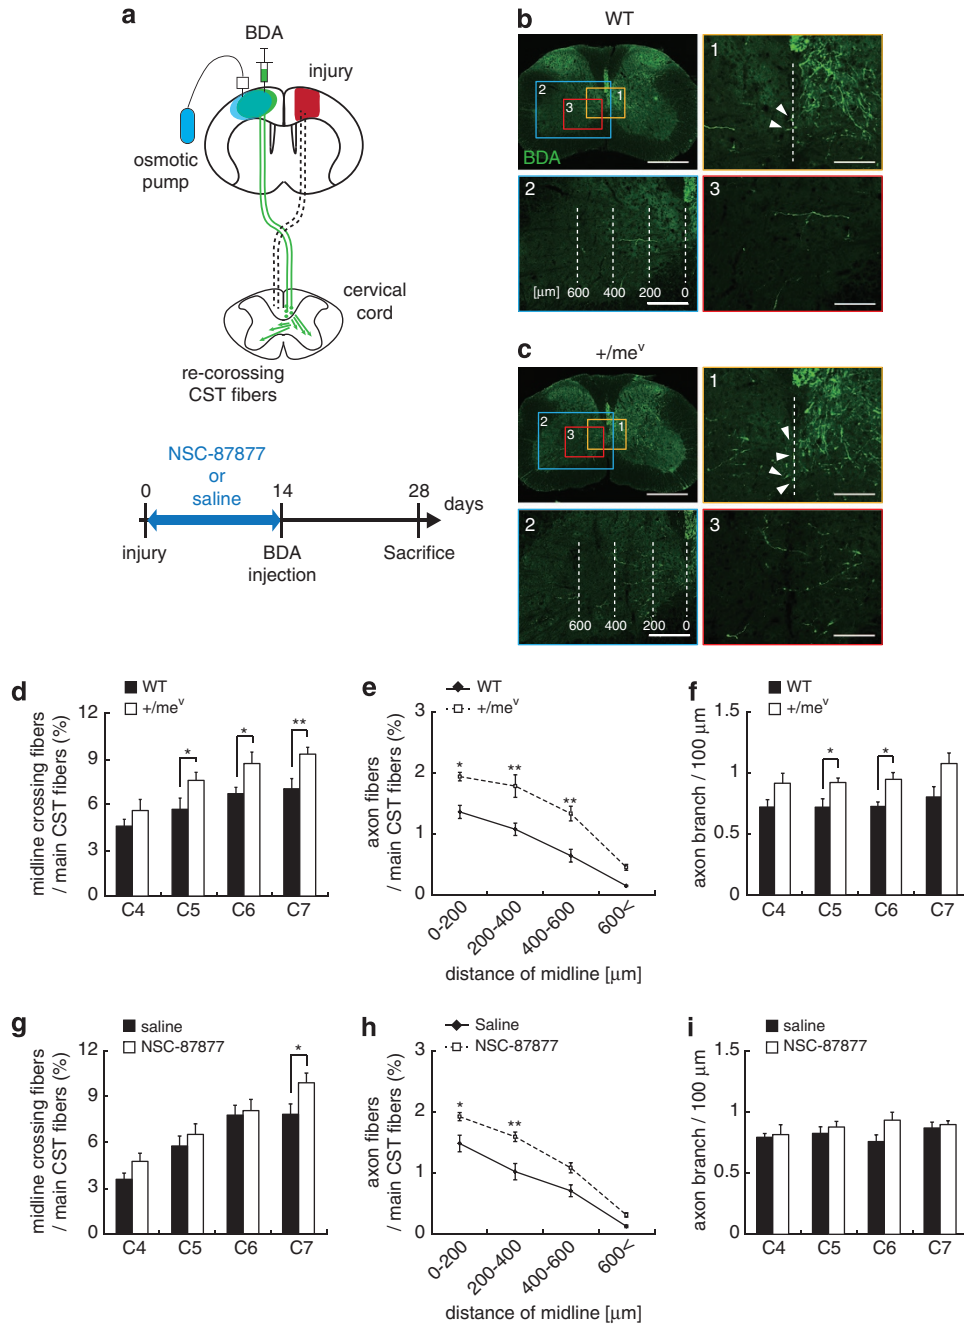 a
BDA
injury
osmotic
pump
cervical
cord
re-corossing
CST fibers
NSC-87877
or
saline
0
14
28
days
injury
BDA
injection
Sacrifice
b
WT
2
3
1
BDA
1
2
[µm]
600
400
200
0
3
c
+/meᵛ
2
3
1
1
2
600
400
200
0
3
d
WT
+/meᵛ
midline crossing fibers
/ main CST fibers (%)
12
9
6
3
0
*
*
**
C4
C5
C6
C7
e
WT
+/meᵛ
axon fibers
/ main CST fibers (%)
3
2
1
0
*
**
**
0-200
200-400
400-600
600<
distance of midline [µm]
f
WT
+/meᵛ
axon branch / 100 µm
1.5
1
0.5
0
*
*
C4
C5
C6
C7
g
saline
NSC-87877
midline crossing fibers
/ main CST fibers (%)
12
9
6
3
0
*
C4
C5
C6
C7
h
Saline
NSC-87877
axon fibers
/ main CST fibers (%)
3
2
1
0
*
**
0-200
200-400
400-600
600<
distance of midline [µm]
i
saline
NSC-87877
axon branch / 100 µm
1.5
1
0.5
0
C4
C5
C6
C7